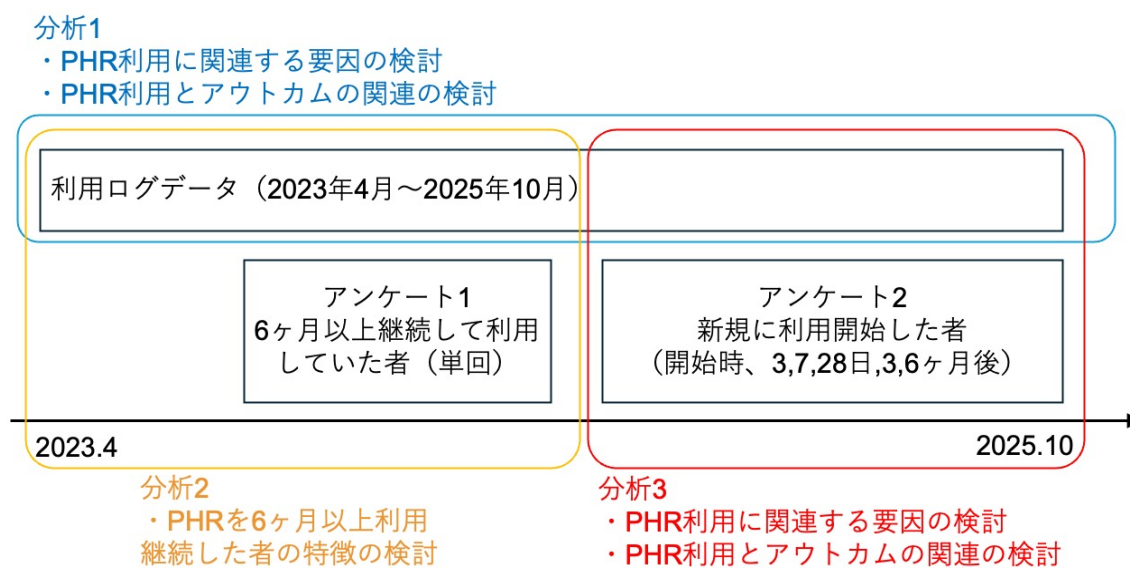 分析1
・PHR利用に関連する要因の検討
・PHR利用とアウトカムの関連の検討
利用ログデータ（2023年4月〜2025年10月）
アンケート1
6ヶ月以上継続して利用
していた者（単回）
アンケート2
新規に利用開始した者
（開始時、3,7,28日,3,6ヶ月後）
2023.4
2025.10
分析2
・PHRを6ヶ月以上利用
継続した者の特徴の検討
分析3
・PHR利用に関連する要因の検討
・PHR利用とアウトカムの関連の検討